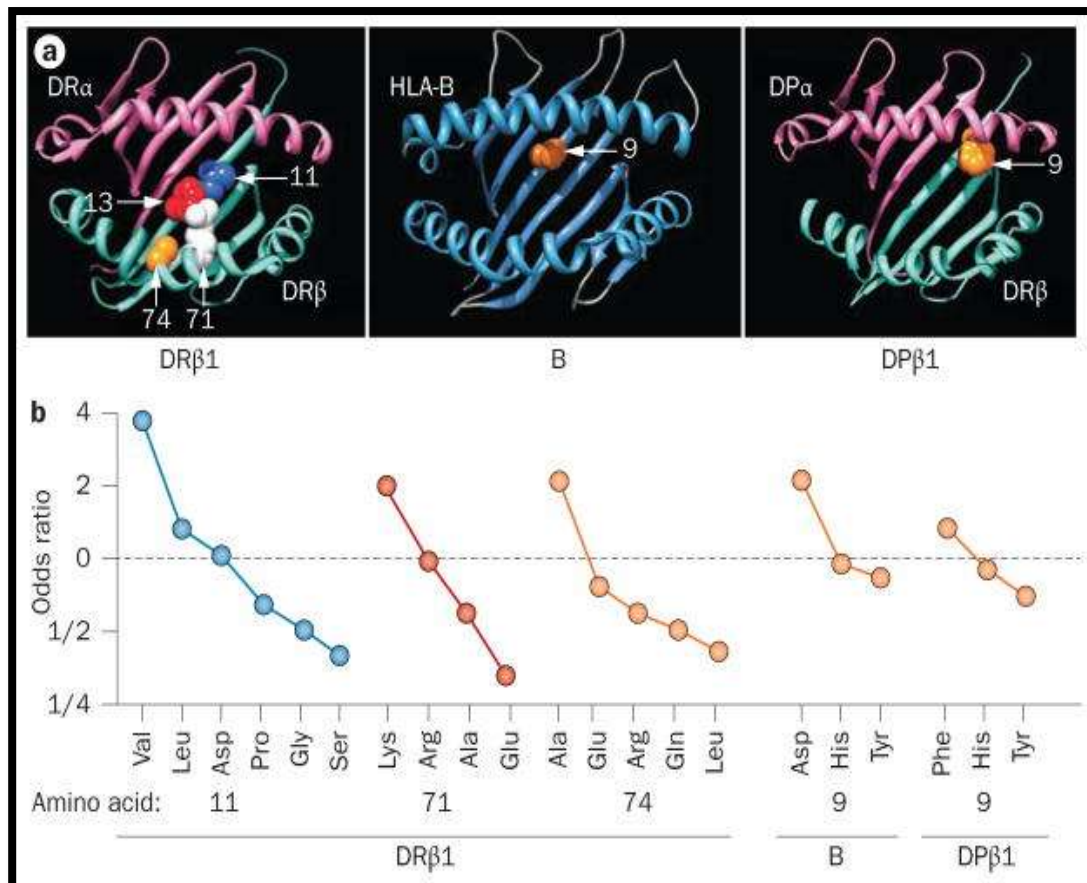 a
DRα
HLA-B
DPα
9
11
9
13
74 71
DRβ
DRβ
DRβ1
B
DPβ1
b
4
2
0
1/2
1/4
Odds ratio
Val Leu Asp Pro Gly Ser Lys Arg Ala Glu Ala Glu Arg Gln Leu Asp His Tyr Phe His Tyr
Amino acid: 11 71 74 9 9
DRβ1 B DPβ1